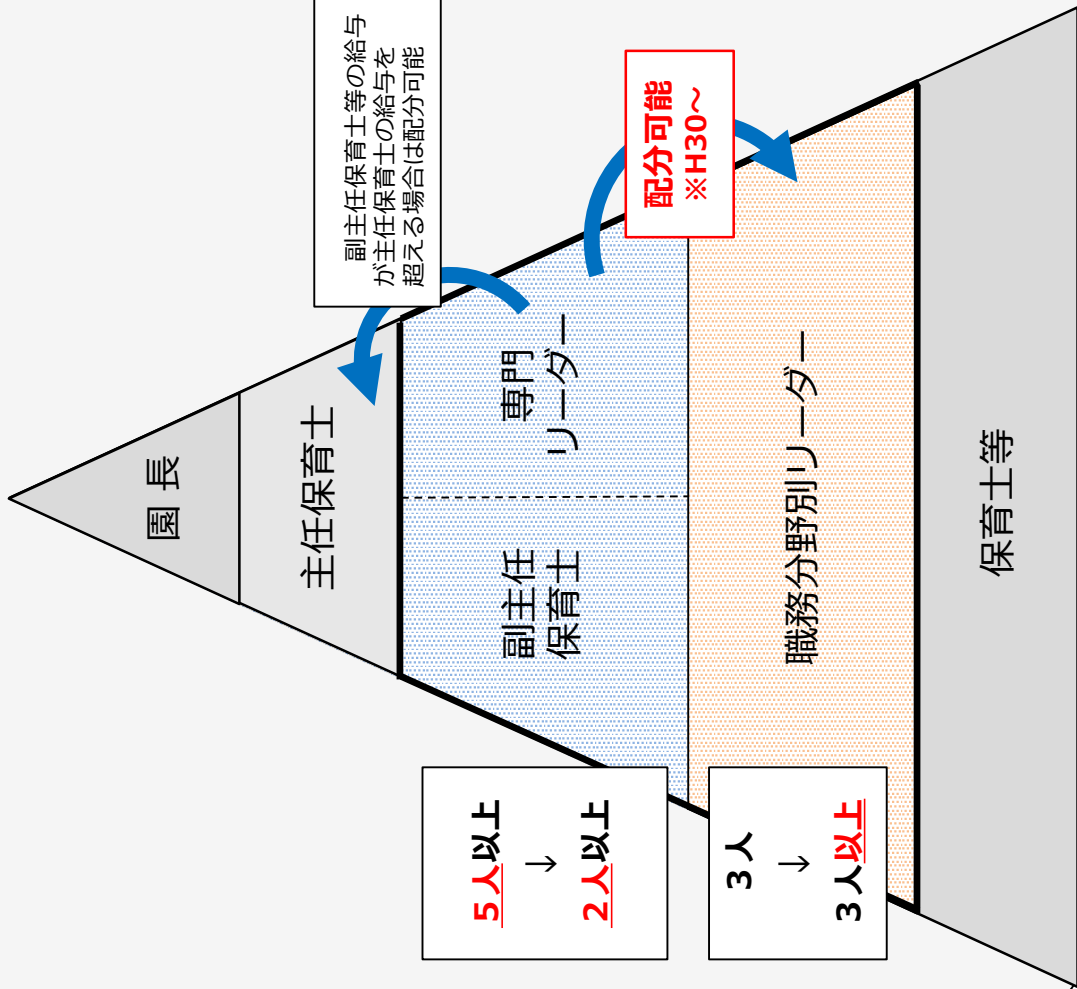 園長
主任保育士
副主任保育士等の給与
が主任保育士の給与を
超える場合は配分可能
副主任
保育士
専門
リーダー
配分可能
※H30～
5人以上
↓
2人以上
職務分野別リーダー
3人
↓
3人以上
保育士等